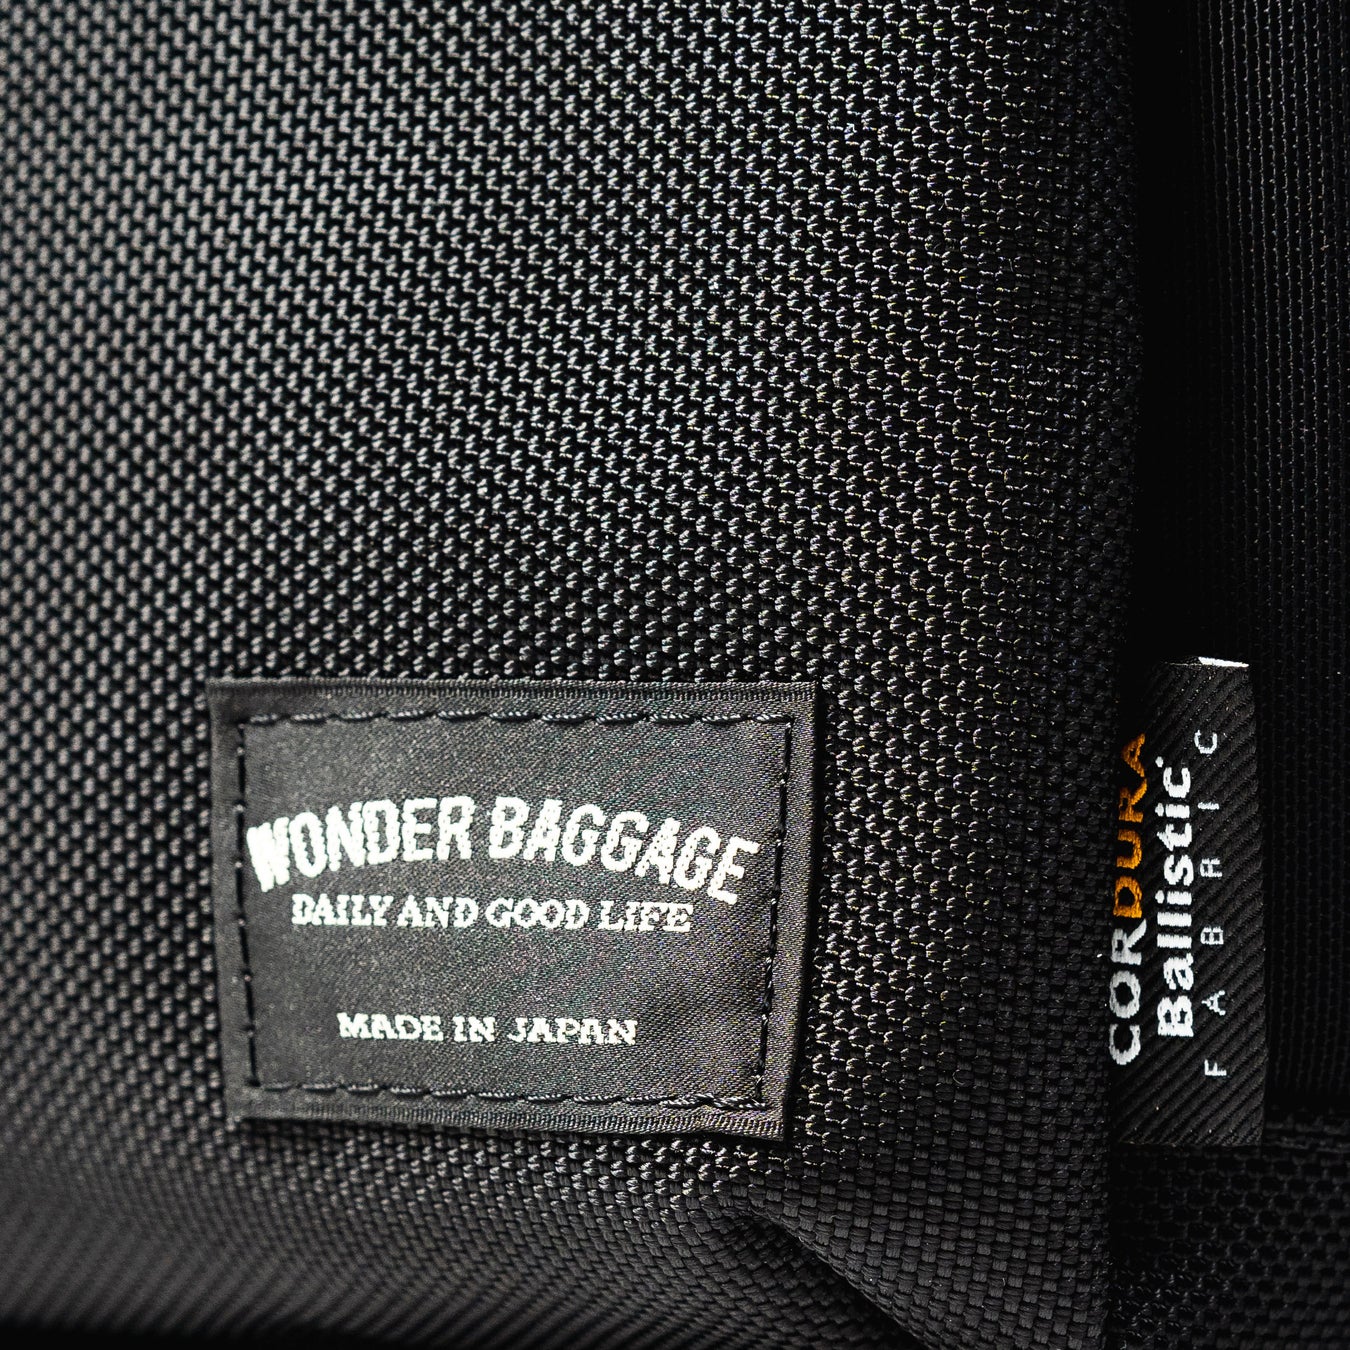 WONDER BAGGAGE
DAILY AND GOOD LIFE
MADE IN JAPAN
CORDURA
Ballistic
FABRIC